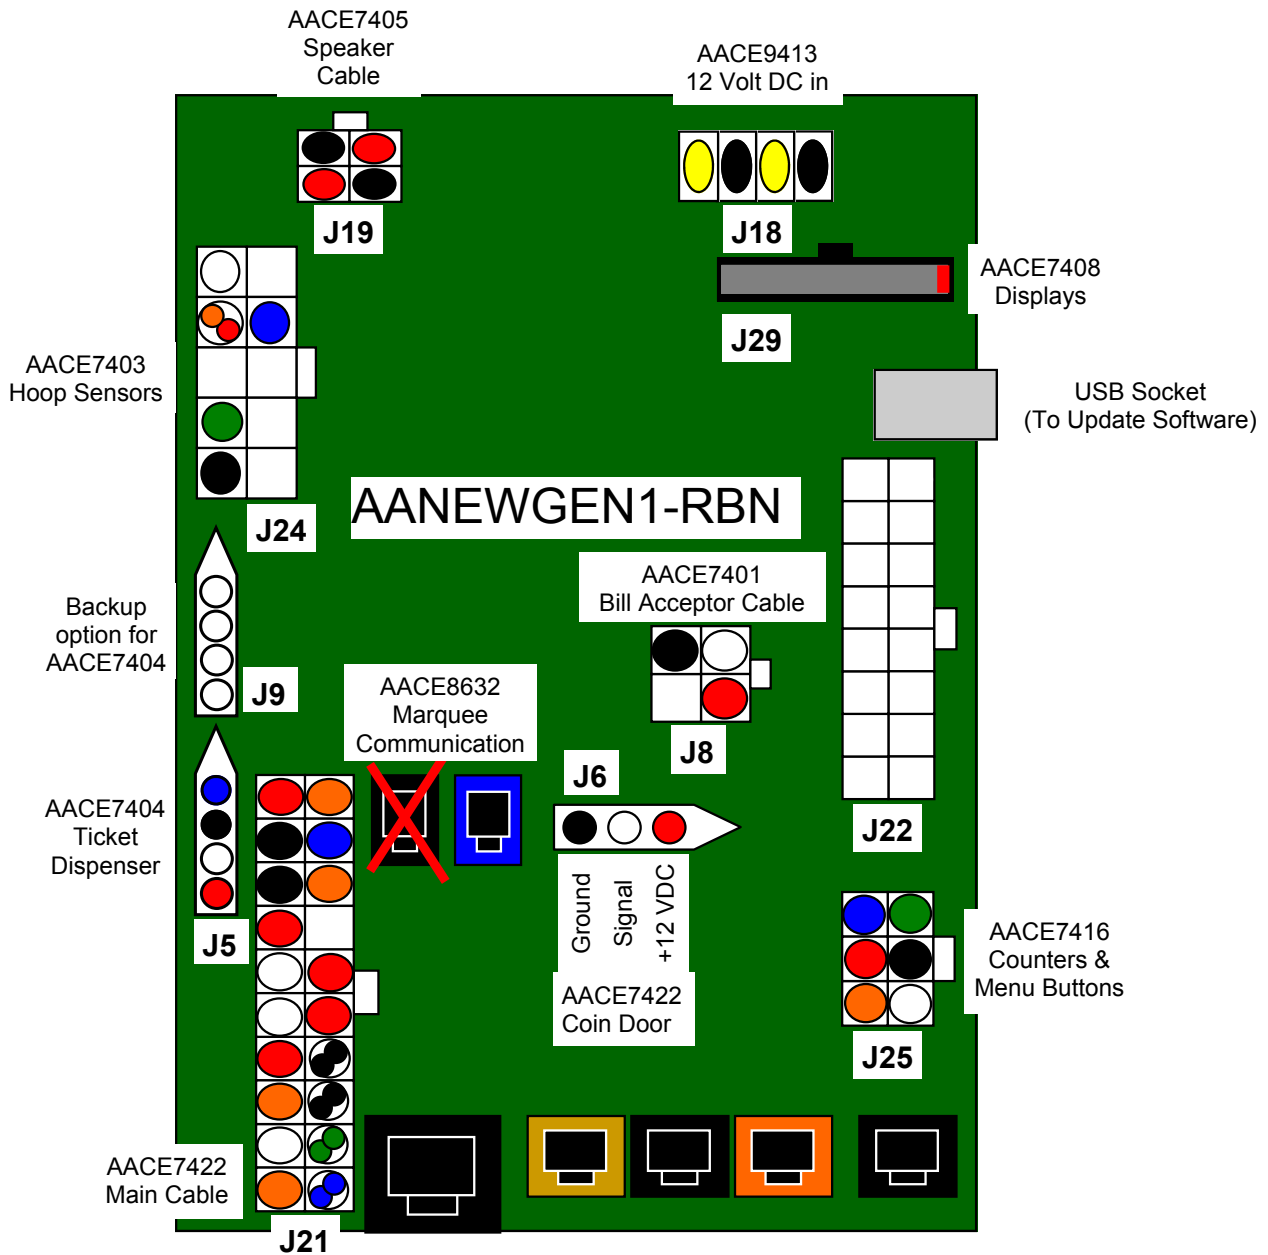 AACE7405
Speaker
Cable
AACE9413
12 Volt DC in
J19
J18
AACE7408
Displays
J29
AACE7403
Hoop Sensors
USB Socket
(To Update Software)
AANEWGEN1-RBN
J24
AACE7401
Bill Acceptor Cable
Backup
option for
AACE7404
J9
AACE8632
Marquee
Communication
J8
J6
AACE7404
Ticket
Dispenser
J22
J5
Ground
Signal
+12 VDC
AACE7416
Counters &
Menu Buttons
AACE7422
Coin Door
J25
AACE7422
Main Cable
J21